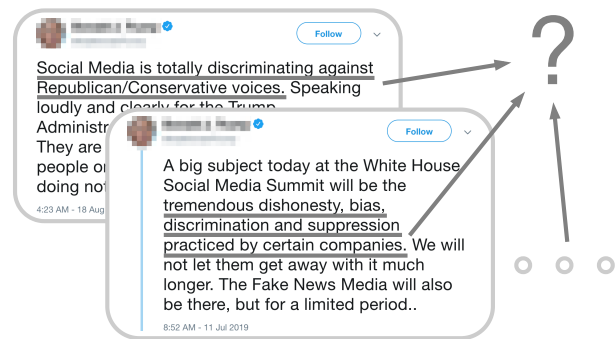 Follow
Social Media is totally discriminating against
Republican/Conservative voices. Speaking
loudly and clearly for the Trump
Administr
They are
people o
doing no
4:23 AM - 18 Aug
Follow
A big subject today at the White House
Social Media Summit will be the
tremendous dishonesty, bias,
discrimination and suppression
practiced by certain companies. We will
not let them get away with it much
longer. The Fake News Media will also
be there, but for a limited period..
8:52 AM - 11 Jul 2019
?